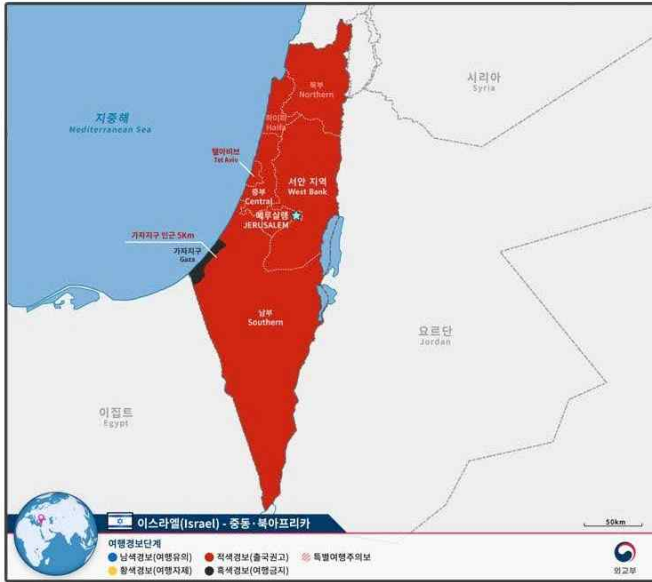 시리아
Syria
지중해
Mediterranean Sea
북부
Northern
하이파
Haifa
텔아비브
Tel Aviv
서안 지역
West Bank
중부
Central
예루살렘
JERUSALEM
가자지구 인근 5Km
가자지구
Gaza
남부
Southern
요르단
Jordan
이집트
Egypt
50km
이스라엘(Israel) - 중동·북아프리카
여행경보단계
남색경보(여행유의)
적색경보(출국권고)
특별여행주의보
황색경보(여행자제)
흑색경보(여행금지)
외교부